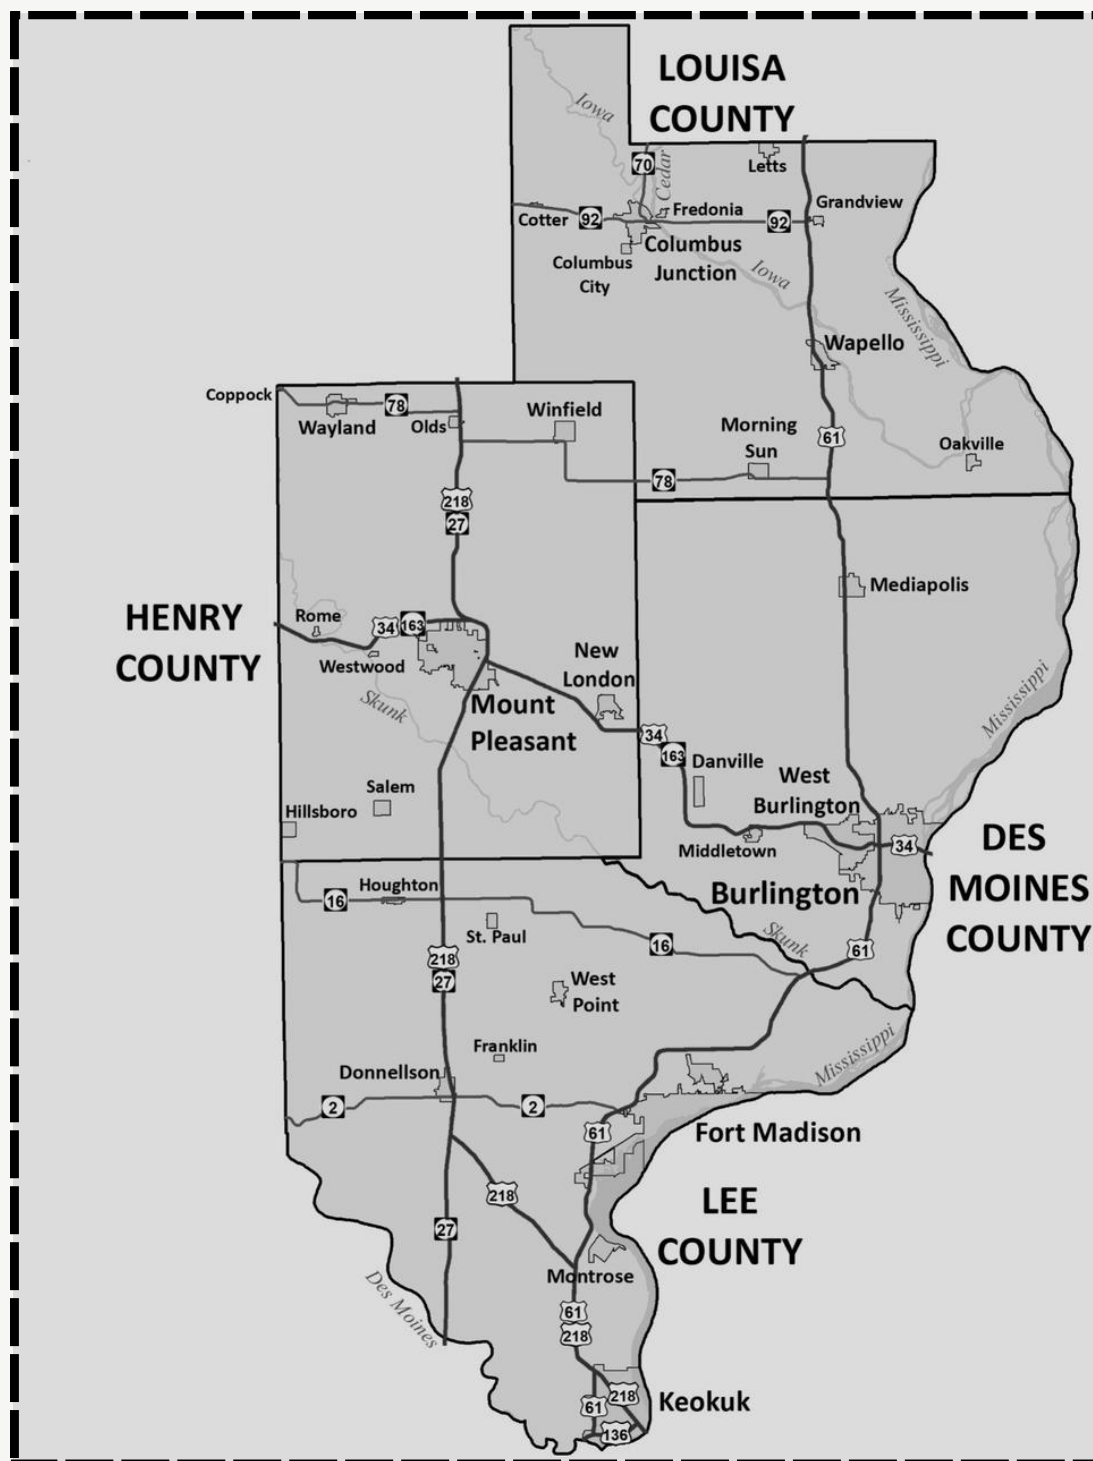 LOUISA
COUNTY
Iowa
70
Cedar
Letts
Cotter
92
Fredonia
92
Grandview
Columbus
Junction
Columbus
City
Iowa
Mississippi
Wapello
Coppock
78
Wayland
Olds
Winfield
Morning
Sun
61
Oakville
78
218
27
Mediapolis
HENRY
COUNTY
Rome
34
163
Westwood
New
London
Skunk
Mount
Pleasant
Mississippi
34
163
Danville
West
Burlington
Salem
Hillsboro
Middletown
34
DES
MOINES
COUNTY
Burlington
Houghton
16
St. Paul
16
Skunk
61
218
27
West
Point
Franklin
Mississippi
Donnellson
2
2
61
Fort Madison
218
LEE
COUNTY
27
Montrose
Des Moines
61
218
218
61
Keokuk
136